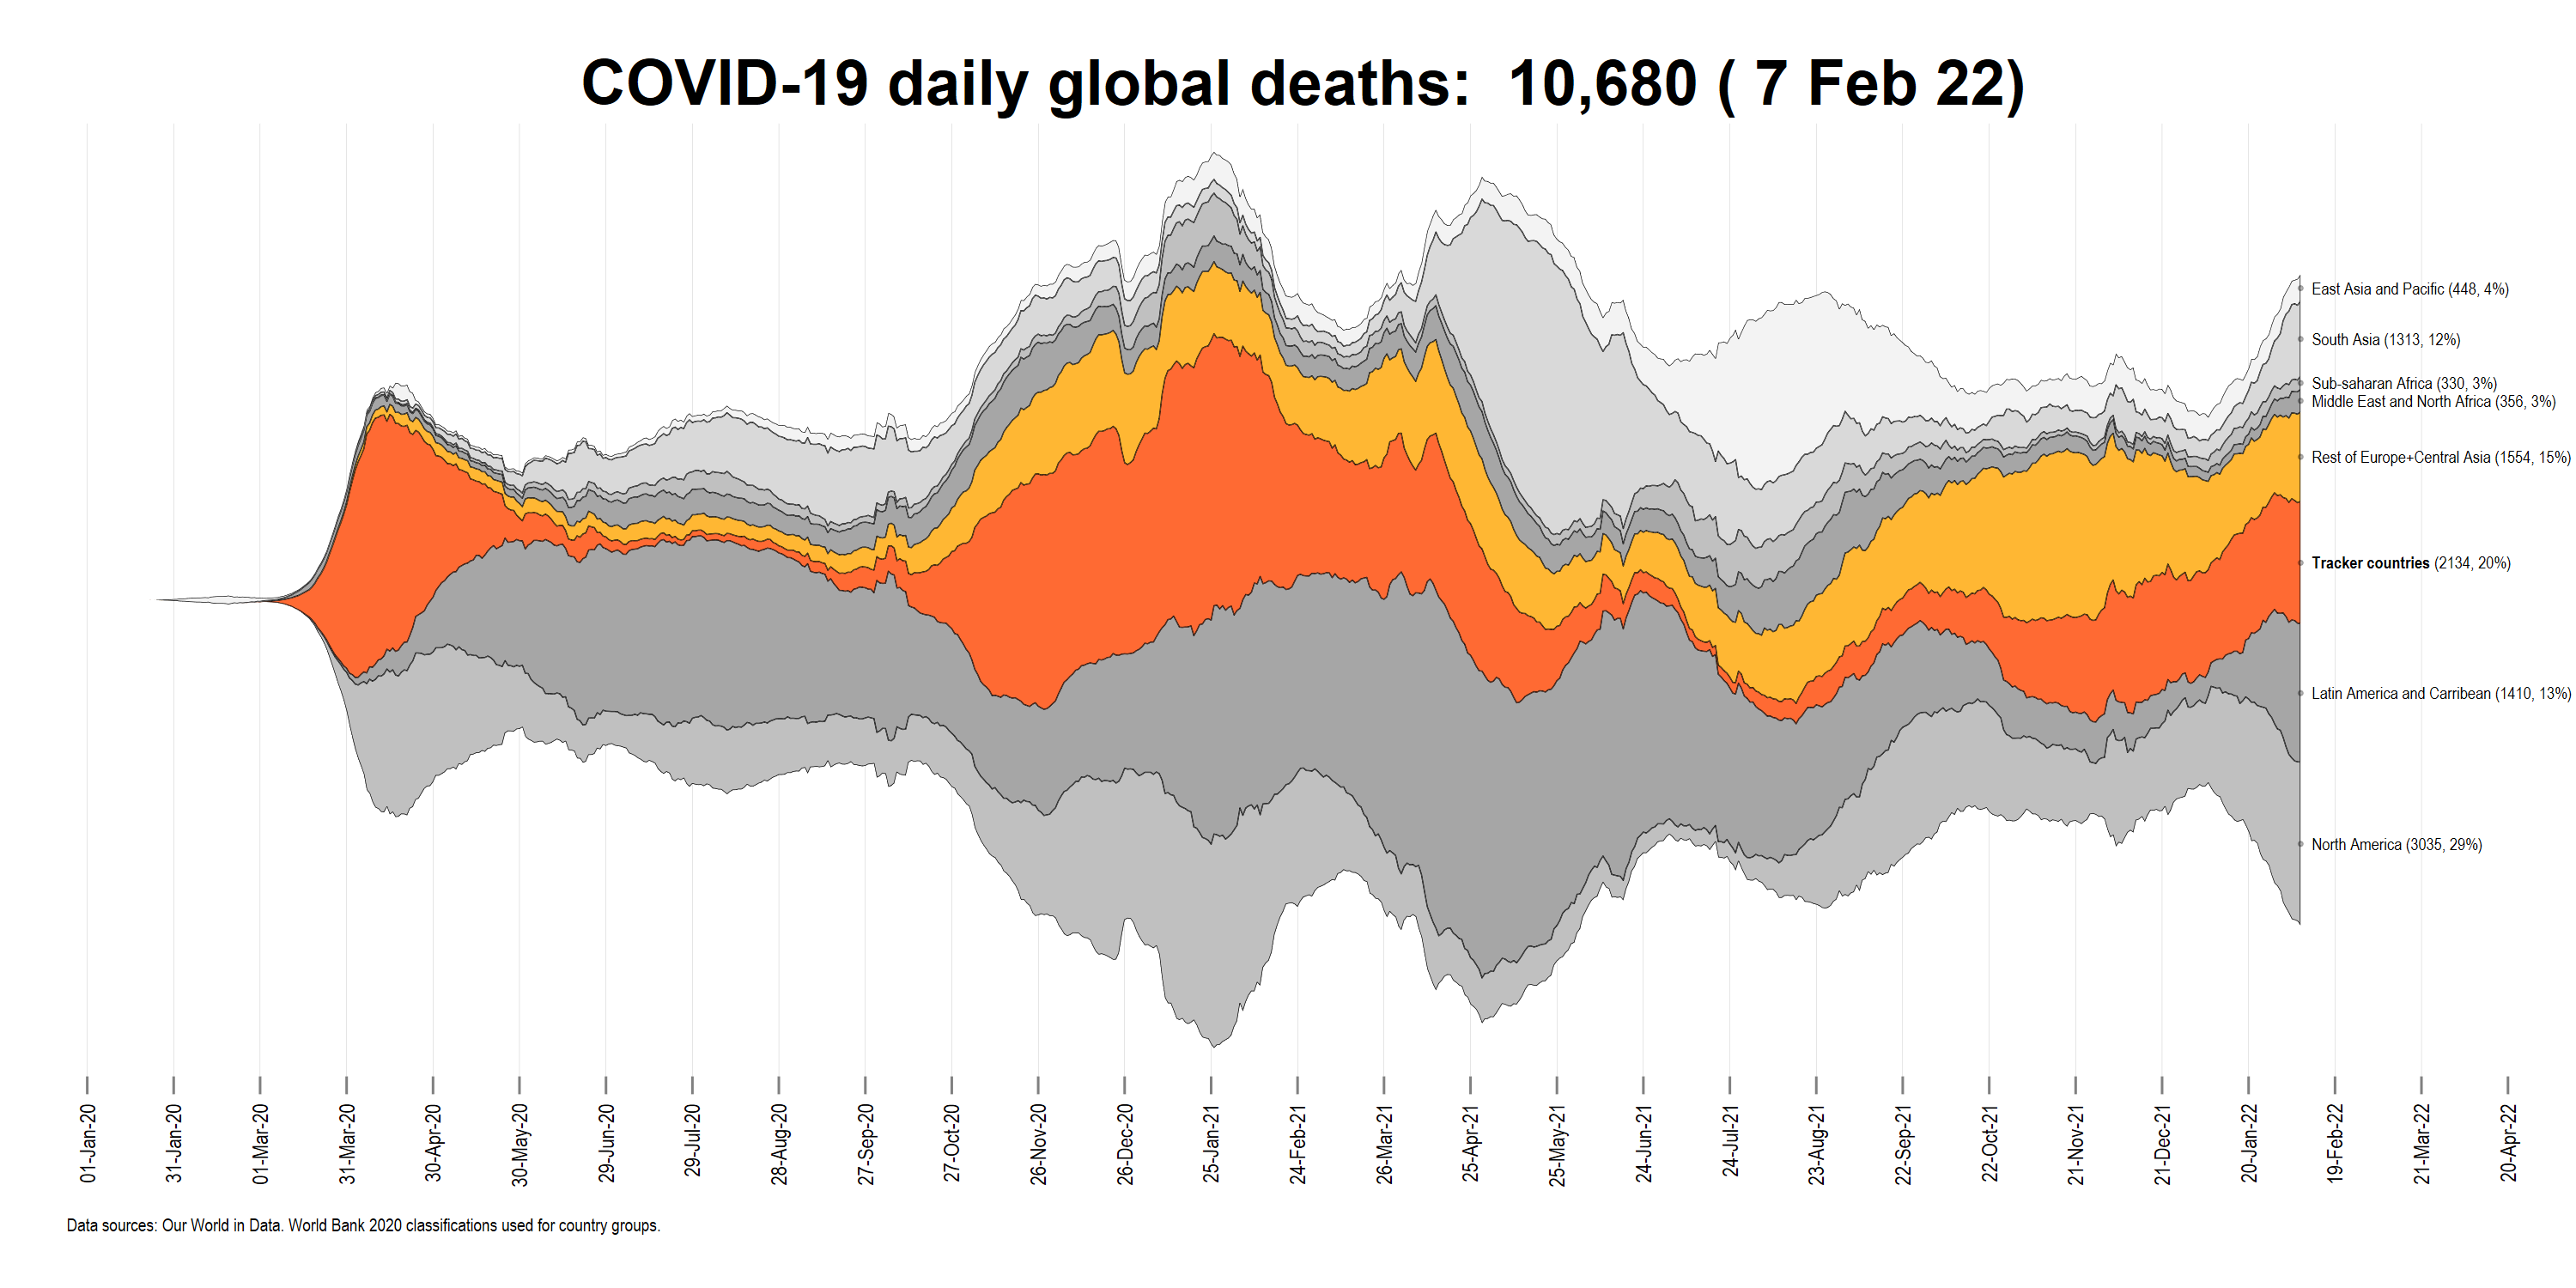 COVID-19 daily global deaths:  10,680 ( 7 Feb 22)
East Asia and Pacific (448, 4%)
South Asia (1313, 12%)
Sub-saharan Africa (330, 3%)
Middle East and North Africa (356, 3%)
Rest of Europe+Central Asia (1554, 15%)
Tracker countries (2134, 20%)
Latin America and Carribean (1410, 13%)
North America (3035, 29%)
01-Jan-20
31-Jan-20
01-Mar-20
31-Mar-20
30-Apr-20
30-May-20
29-Jun-20
29-Jul-20
28-Aug-20
27-Sep-20
27-Oct-20
26-Nov-20
26-Dec-20
25-Jan-21
24-Feb-21
26-Mar-21
25-Apr-21
25-May-21
24-Jun-21
24-Jul-21
23-Aug-21
22-Sep-21
22-Oct-21
21-Nov-21
21-Dec-21
20-Jan-22
19-Feb-22
21-Mar-22
20-Apr-22
Data sources: Our World in Data. World Bank 2020 classifications used for country groups.